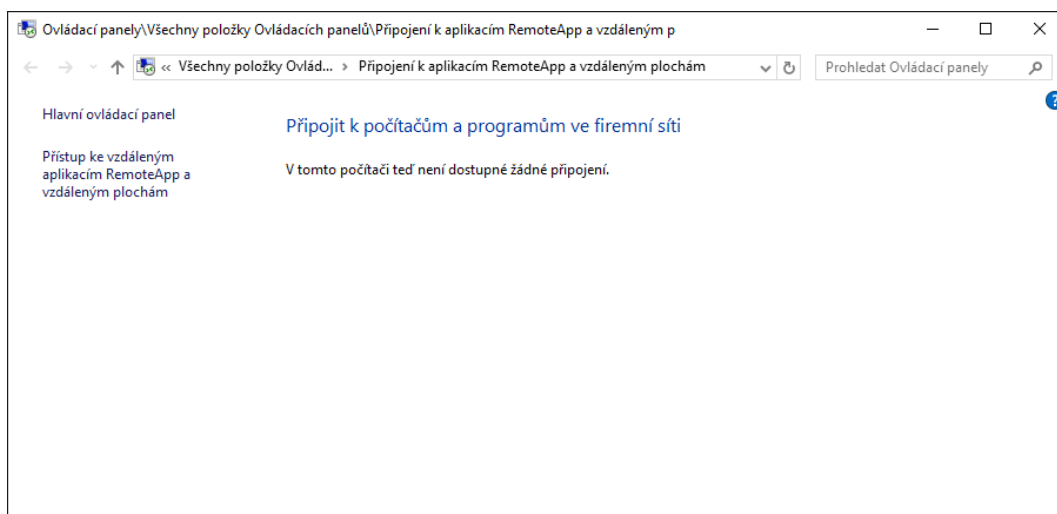 Ovládací panely\Všechny položky Ovládacích panelů\Připojení k aplikacím RemoteApp a vzdáleným p
« Všechny položky Ovlád... › Připojení k aplikacím RemoteApp a vzdáleným plochám
Prohledat Ovládací panely
Hlavní ovládací panel
Přístup ke vzdáleným
aplikacím RemoteApp a
vzdáleným plochám
Připojit k počítačům a programům ve firemní síti
V tomto počítači teď není dostupné žádné připojení.